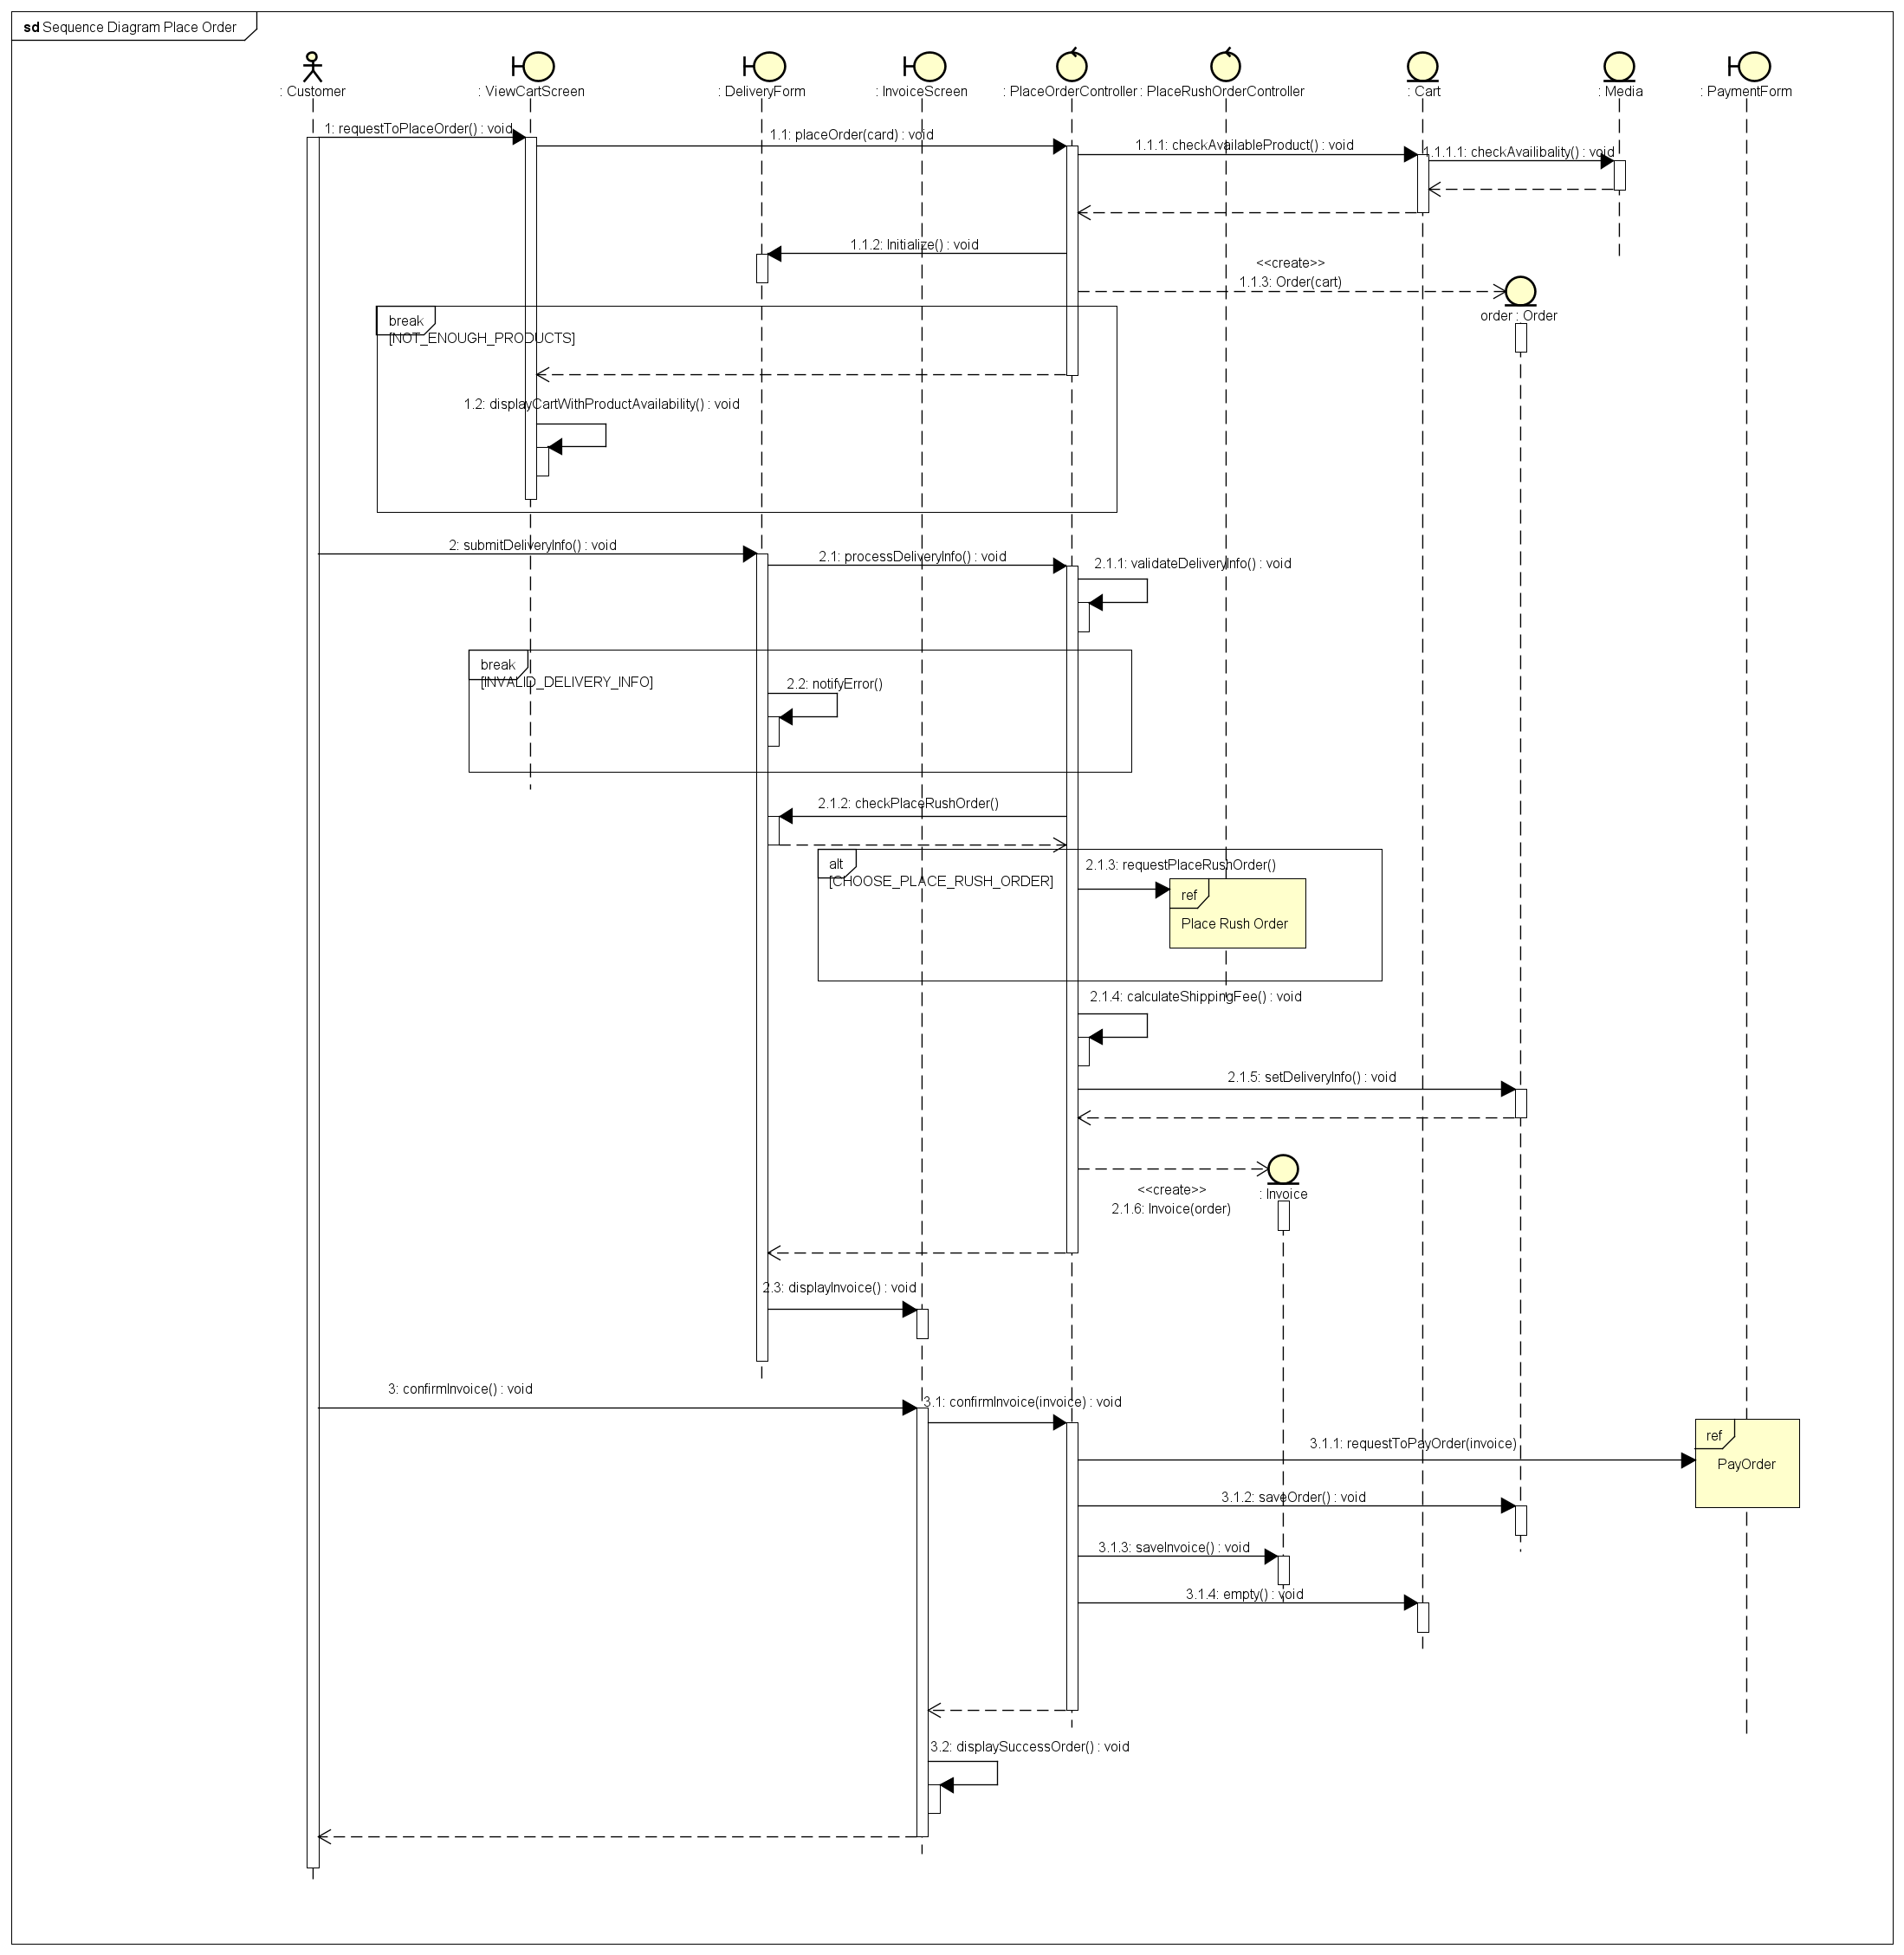 sd Sequence Diagram Place Order
: Customer
: ViewCartScreen
: DeliveryForm
: InvoiceScreen
: PlaceOrderController
: PlaceRushOrderController
: Cart
: Media
: PaymentForm
1: requestToPlaceOrder() : void
1.1: placeOrder(card) : void
1.1.1: checkAvailableProduct() : void
1.1.1.1: checkAvailibality() : void
1.1.2: Initialize() : void
<<create>>
1.1.3: Order(cart)
order : Order
break
[NOT_ENOUGH_PRODUCTS]
1.2: displayCartWithProductAvailability() : void
2: submitDeliveryInfo() : void
2.1: processDeliveryInfo() : void
2.1.1: validateDeliveryInfo() : void
break
[INVALID_DELIVERY_INFO]
2.2: notifyError()
2.1.2: checkPlaceRushOrder()
alt
[CHOOSE_PLACE_RUSH_ORDER]
2.1.3: requestPlaceRushOrder()
ref
Place Rush Order
2.1.4: calculateShippingFee() : void
2.1.5: setDeliveryInfo() : void
<<create>>
2.1.6: Invoice(order)
: Invoice
2.3: displayInvoice() : void
3: confirmInvoice() : void
3.1: confirmInvoice(invoice) : void
3.1.1: requestToPayOrder(invoice)
ref
PayOrder
3.1.2: saveOrder() : void
3.1.3: saveInvoice() : void
3.1.4: empty() : void
3.2: displaySuccessOrder() : void